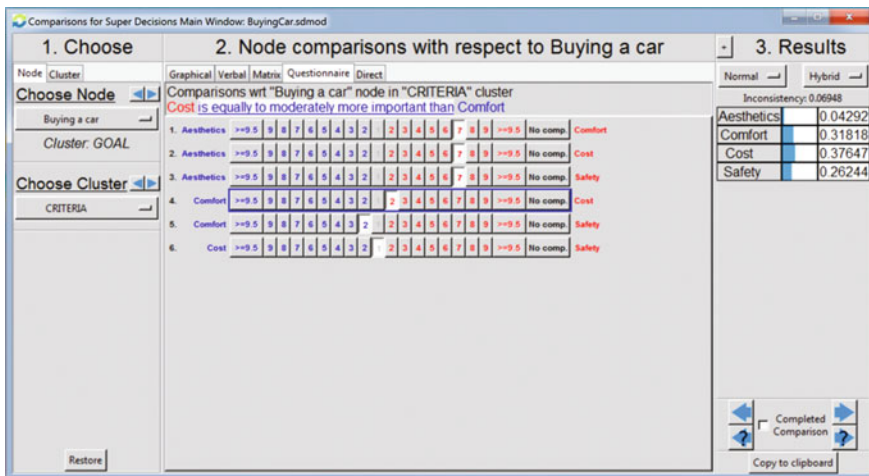 Comparisons for Super Decisions Main Window: BuyingCar.sdmod
1. Choose
Node Cluster
Choose Node
Buying a car
Cluster: GOAL
Choose Cluster
CRITERIA
Restore
2. Node comparisons with respect to Buying a car
Graphical Verbal Matrix Questionnaire Direct
Comparisons wrt "Buying a car" node in "CRITERIA" cluster
Cost is equally to moderately more important than Comfort
1. Aesthetics >=9.5 9 8 7 6 5 4 3 2 2 3 4 5 6 7 8 9 >=9.5 No comp. Comfort
2. Aesthetics >=9.5 9 8 7 6 5 4 3 2 2 3 4 5 6 7 8 9 >=9.5 No comp. Cost
3. Aesthetics >=9.5 9 8 7 6 5 4 3 2 2 3 4 5 6 7 8 9 >=9.5 No comp. Safety
4. Comfort >=9.5 9 8 7 6 5 4 3 2 2 3 4 5 6 7 8 9 >=9.5 No comp. Cost
5. Comfort >=9.5 9 8 7 6 5 4 3 2 2 3 4 5 6 7 8 9 >=9.5 No comp. Safety
6. Cost >=9.5 9 8 7 6 5 4 3 2 1 2 3 4 5 6 7 8 9 >=9.5 No comp. Safety
- 3. Results
Normal Hybrid
Inconsistency: 0.06948
Aesthetics 0.04292
Comfort 0.31818
Cost 0.37647
Safety 0.26244
Completed
Comparison
? ?
Copy to clipboard